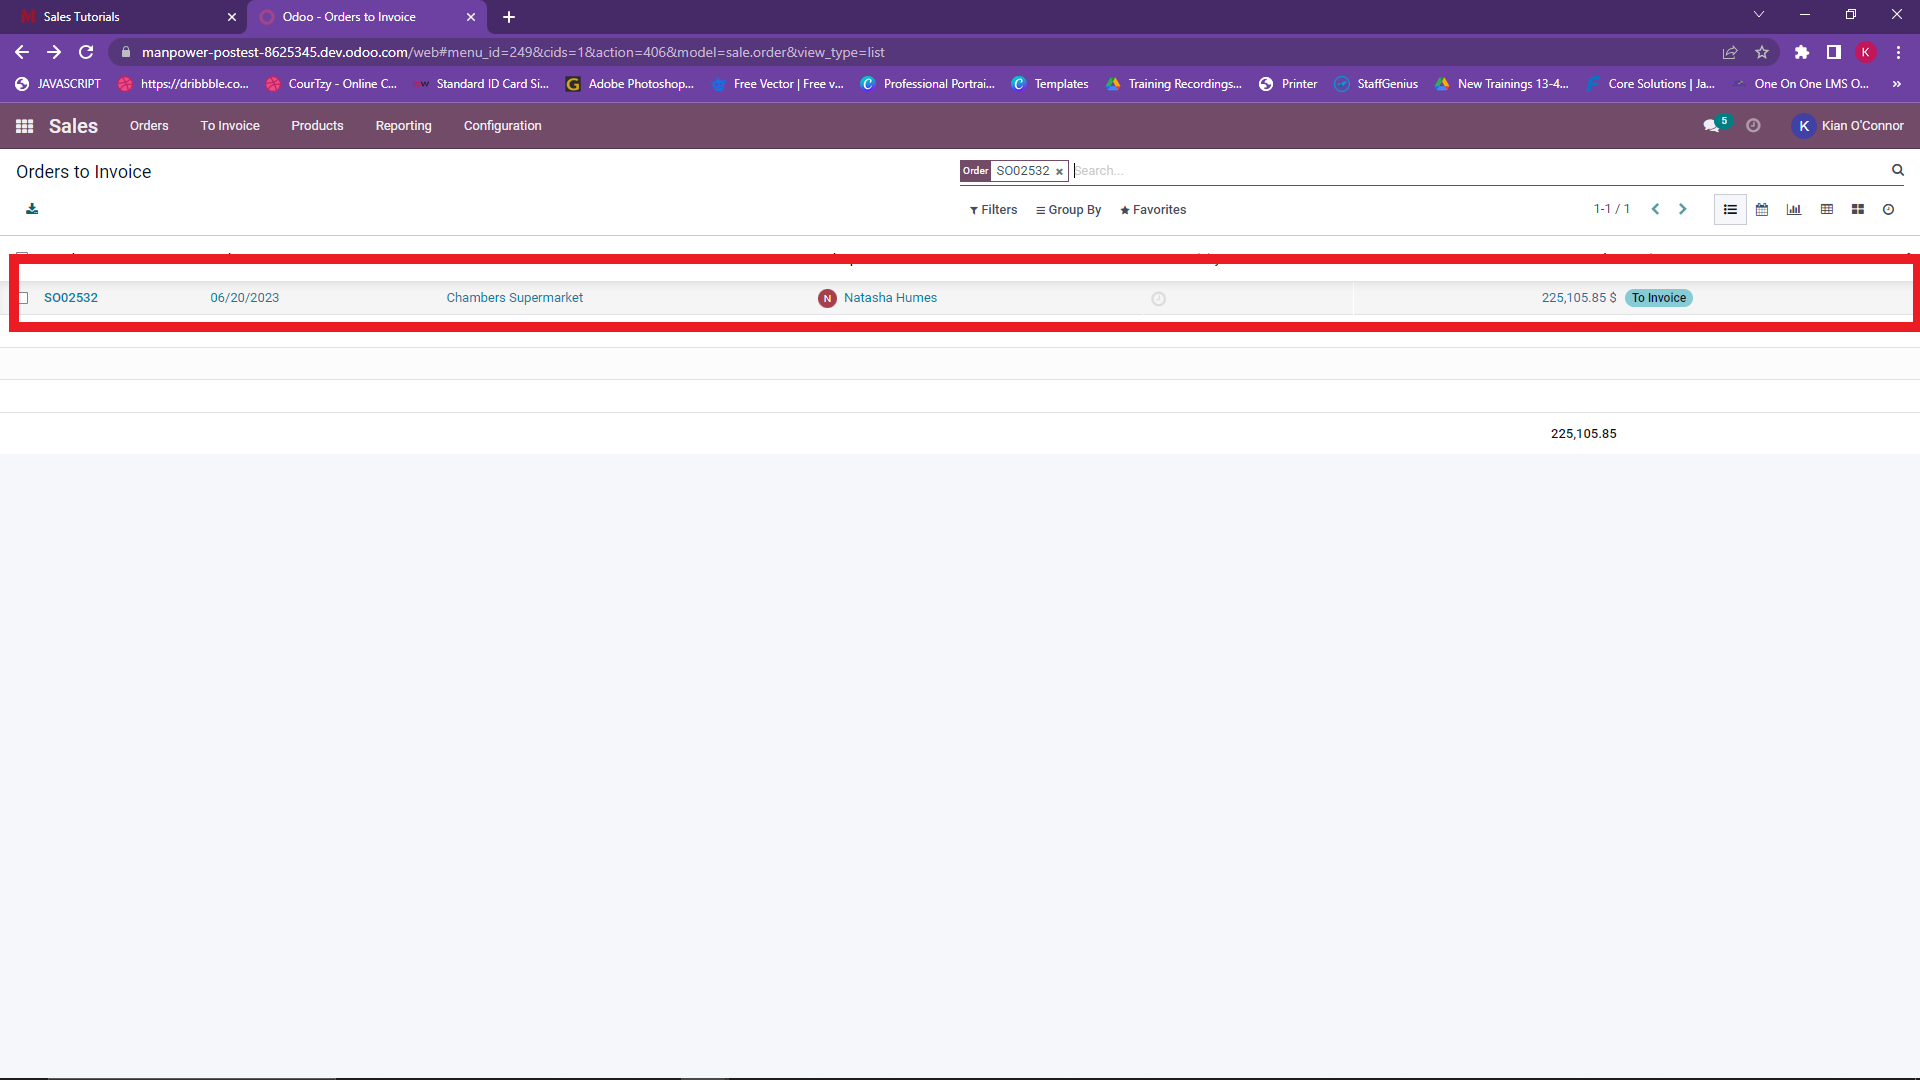 Sales Tutorials
Odoo - Orders to Invoice
manpower-postest-8625345.dev.odoo.com/web#menu_id=249&cids=1&action=406&model=sale.order&view_type=list
K
JAVASCRIPT
https://dribbble.co...
CourTzy - Online C...
Standard ID Card Si...
Adobe Photoshop...
Free Vector | Free v...
Professional Portrai...
Templates
Training Recordings...
Printer
StaffGenius
New Trainings 13-4...
Core Solutions | Ja...
One On One LMS O...
»
Sales
Orders
To Invoice
Products
Reporting
Configuration
5
K
Kian O'Connor
Orders to Invoice
Order
SO02532
Search...
Filters
Group By
Favorites
1-1 / 1
SO02532
06/20/2023
Chambers Supermarket
N
Natasha Humes
225,105.85 $
To Invoice
225,105.85